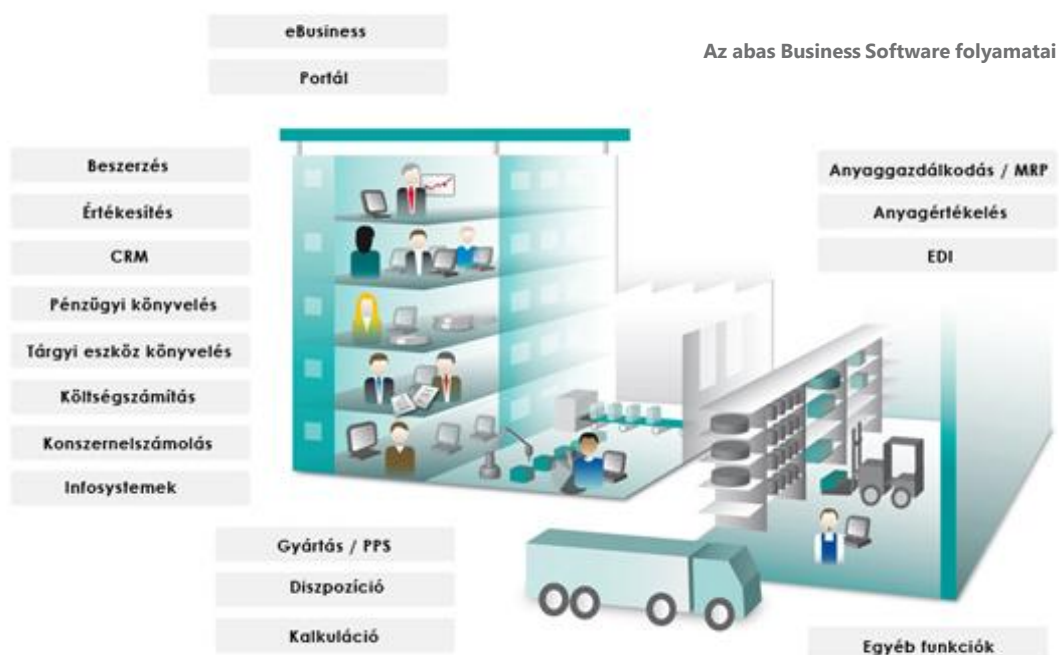 eBusiness
Portál
Az abas Business Software folyamatai
Beszerzés
Értékesítés
CRM
Pénzügyi könyvelés
Tárgyi eszköz könyvelés
Költségszámítás
Konszernelszámolás
Infosystemek
Anyaggazdálkodás / MRP
Anyagértékelés
EDI
Gyártás / PPS
Diszpozíció
Kalkuláció
Egyéb funkciók